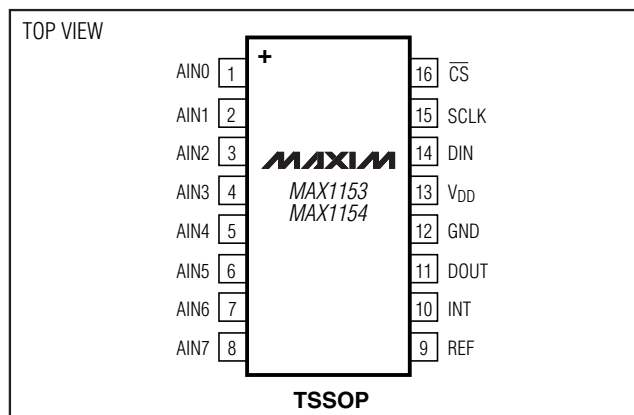 TOP VIEW
+
AIN0 1 16 C̅S̅
AIN1 2 15 SCLK
AIN2 3 14 DIN
MAXIM
AIN3 4 13 VDD
MAX1153
MAX1154
AIN4 5 12 GND
AIN5 6 11 DOUT
AIN6 7 10 INT
AIN7 8 9 REF
TSSOP